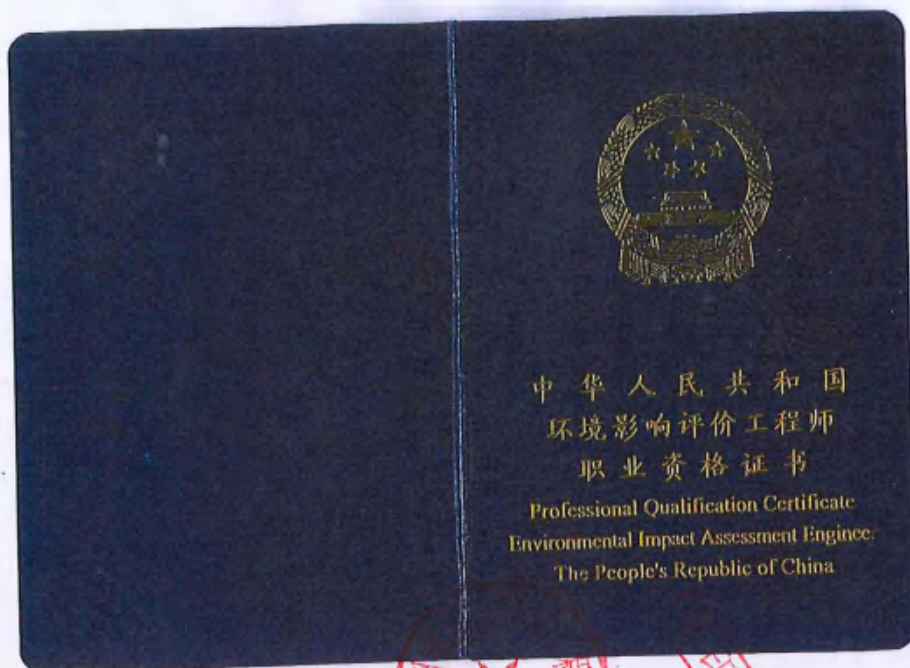 中华人民共和国
环境影响评价工程师
职业资格证书
Professional Qualification Certificate
Environmental Impact Assessment Enginee
The People's Republic of China